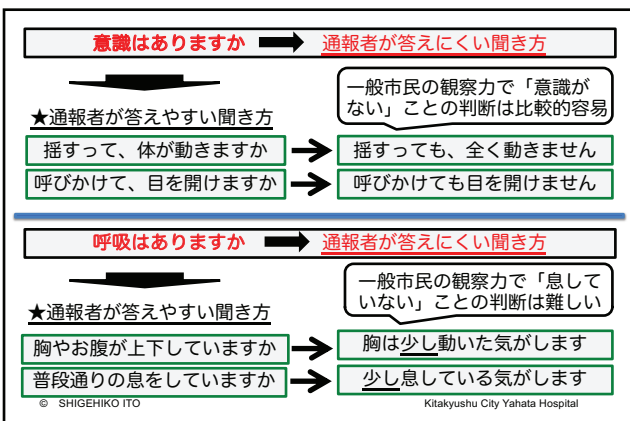 意識はありますか 通報者が答えにくい聞き方
一般市民の観察力で「意識が
ない」ことの判断は比較的容易
★通報者が答えやすい聞き方
揺すって、体が動きますか 揺すっても、全く動きません
呼びかけて、目を開けますか 呼びかけても目を開けません
呼吸はありますか 通報者が答えにくい聞き方
一般市民の観察力で「息して
いない」ことの判断は難しい
★通報者が答えやすい聞き方
胸やお腹が上下していますか 胸は少し動いた気がします
普段通りの息をしていますか 少し息している気がします
© SHIGEHIKO ITO Kitakyushu City Yahata Hospital